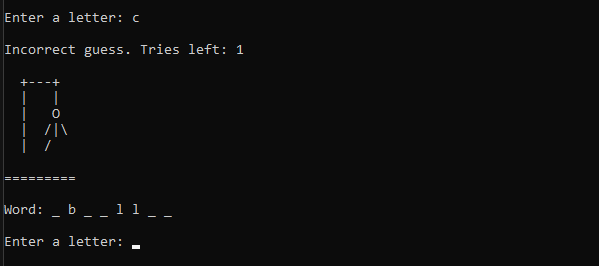 Enter a letter: c
Incorrect guess. Tries left: 1
  +---+
  |   |
  |   O
  |  /|\
  |  /
=========
Word: _ b _ _ l l _ _
Enter a letter: